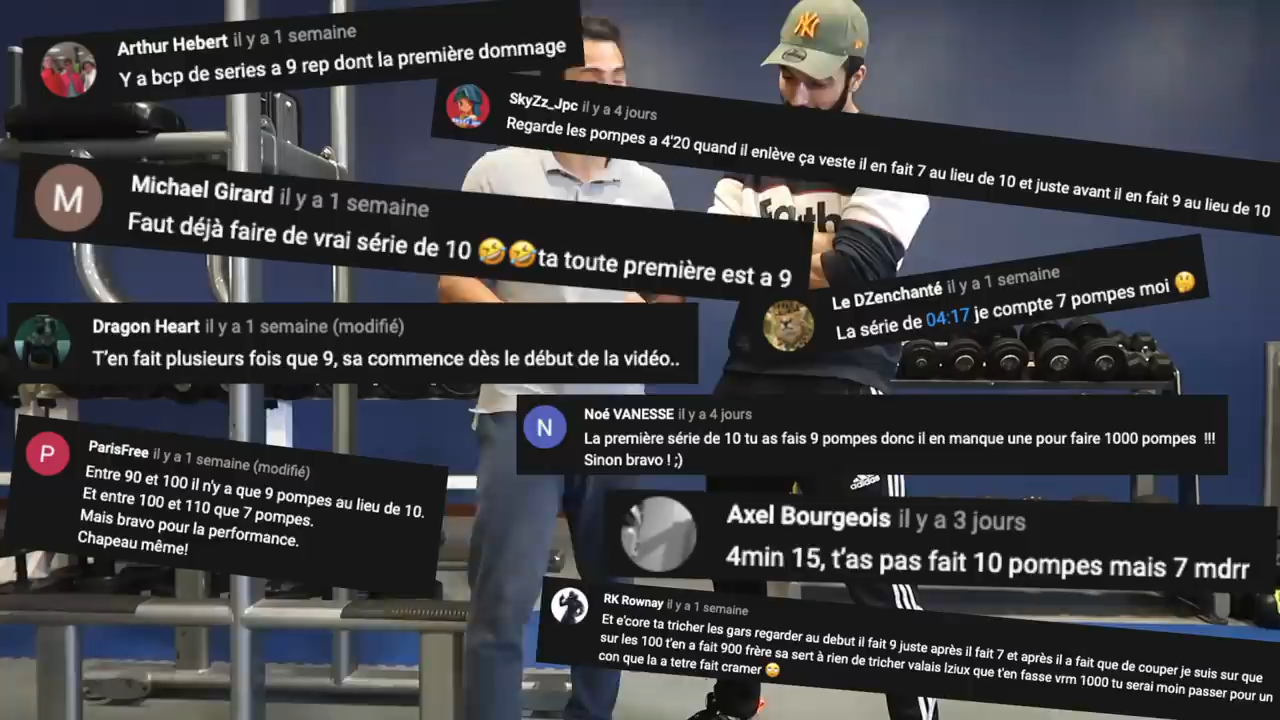 Arthur Hebert il y a 1 semaine
Y a bcp de series a 9 rep dont la première dommage
SkyZz_Jpc il y a 4 jours
Regarde les pompes a 4'20 quand il enlève ça veste il en fait 7 au lieu de 10 et juste avant il en fait 9 au lieu de 10
M
Michael Girard il y a 1 semaine
Faut déjà faire de vrai série de 10 🤣🤣ta toute première est a 9
Faith
Le DZenchanté il y a 1 semaine
La série de 04:17 je compte 7 pompes moi 🤔
Dragon Heart il y a 1 semaine (modifié)
T'en fait plusieurs fois que 9, sa commence dès le début de la vidéo..
N
Noé VANESSE il y a 4 jours
La première série de 10 tu as fais 9 pompes donc il en manque une pour faire 1000 pompes !!!
Sinon bravo ! ;)
P
ParisFree il y a 1 semaine (modifié)
Entre 90 et 100 il n'y a que 9 pompes au lieu de 10.
Et entre 100 et 110 que 7 pompes.
Mais bravo pour la performance.
Chapeau même!
adidas
Axel Bourgeois il y a 3 jours
4min 15, t'as pas fait 10 pompes mais 7 mdrr
RK Rownay il y a 1 semaine
Et e'core ta tricher les gars regarder au debut il fait 9 juste après il fait 7 et après il a fait que de couper je suis sur que
sur les 100 t'en a fait 900 frère sa sert à rien de tricher valais lziux que t'en fasse vrm 1000 tu serai moin passer pour un
con que la a tetre fait cramer 🙄